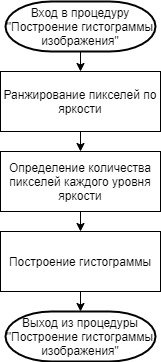 Вход в процедуру
"Построение гистограммы
изображения"
Ранжирование пикселей по
яркости
Определение количества
пикселей каждого уровня
яркости
Построение гистограммы
Выход из процедуры
"Построение гистограммы
изображения"